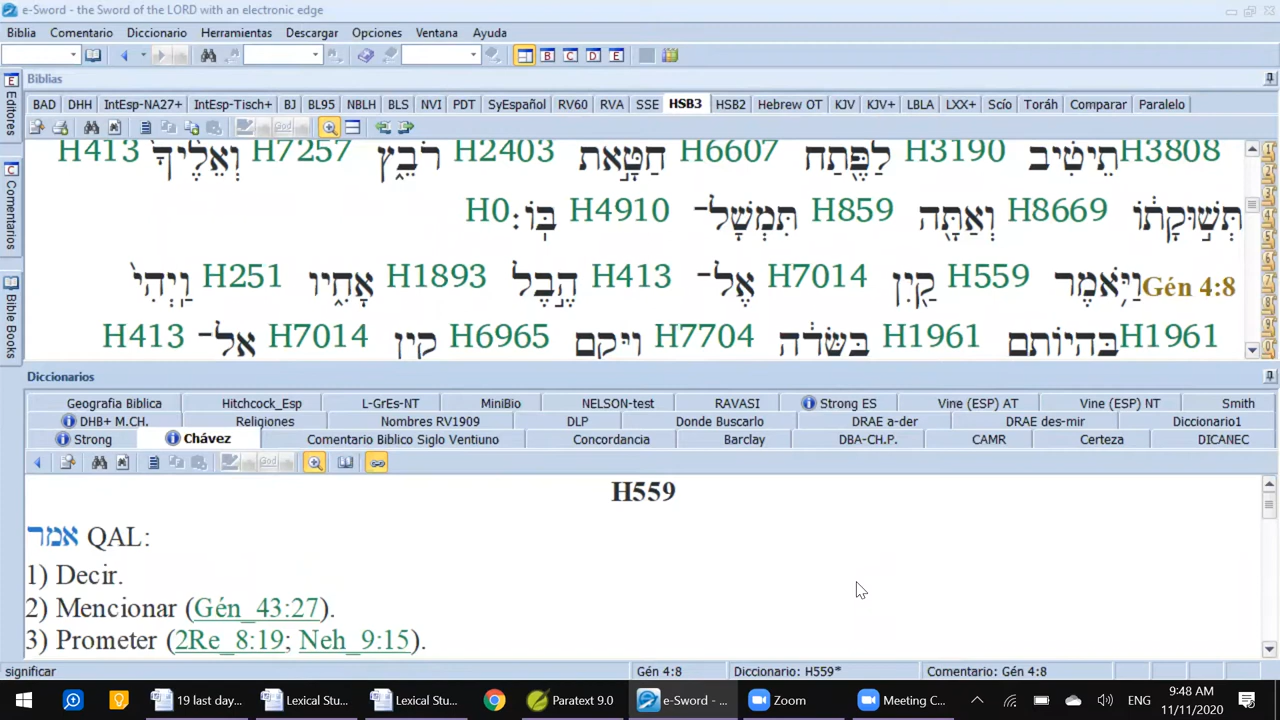 e-Sword - the Sword of the LORD with an electronic edge
Biblia Comentario Diccionario Herramientas Descargar Opciones Ventana Ayuda
B C D E
Biblias
BAD DHH IntEsp-NA27+ IntEsp-Tisch+ BJ BL95 NBLH BLS NVI PDT SyEspañol RV60 RVA SSE HSB3 HSB2 Hebrew OT KJV KJV+ LBLA LXX+ Scío Toráh Comparar Paralelo
God
E Editores
C Comentarios
Bible Books
H3808 תֵיטִ֔יב H3190 לַפֶּ֖תַח H6607 חַטָּ֣את H2403 רֹבֵ֑ץ H7257 וְאֵלֶ֙יךָ֙ H413
תְּשׁ֣וּקָת֔וֹ H8669 וְאַתָּ֖ה H859 תִּמְשָׁל־ H4910 בּֽוֹ׃ H0
Gén 4:8 וַיֹּ֥אמֶר H559 קַ֖יִן H7014 אֶל־ H413 הֶ֣בֶל H1893 אָחִ֑יו H251 וַֽיְהִי֙
H1961 בִּהְיוֹתָ֣ם H1961 בַּשָּׂדֶ֔ה H7704 וַיָּ֥קָם H6965 קַ֛יִן H7014 אֶל־ H413
Diccionarios
Geografia Biblica Hitchcock_Esp L-GrEs-NT MiniBio NELSON-test RAVASI Strong ES Vine (ESP) AT Vine (ESP) NT Smith
DHB+ M.CH. Religiones Nombres RV1909 DLP Donde Buscarlo DRAE a-der DRAE des-mir Diccionario1
Strong Chávez Comentario Biblico Siglo Ventiuno Concordancia Barclay DBA-CH.P. CAMR Certeza DICANEC
God
H559
אמר QAL:
1) Decir.
2) Mencionar (Gén_43:27).
3) Prometer (2Re_8:19; Neh_9:15).
significar Gén 4:8 Diccionario: H559* Comentario: Gén 4:8
19 last day... Lexical Stu... Lexical Stu... Paratext 9.0 e-Sword - ... Zoom Meeting C... ENG 9:48 AM
11/11/2020